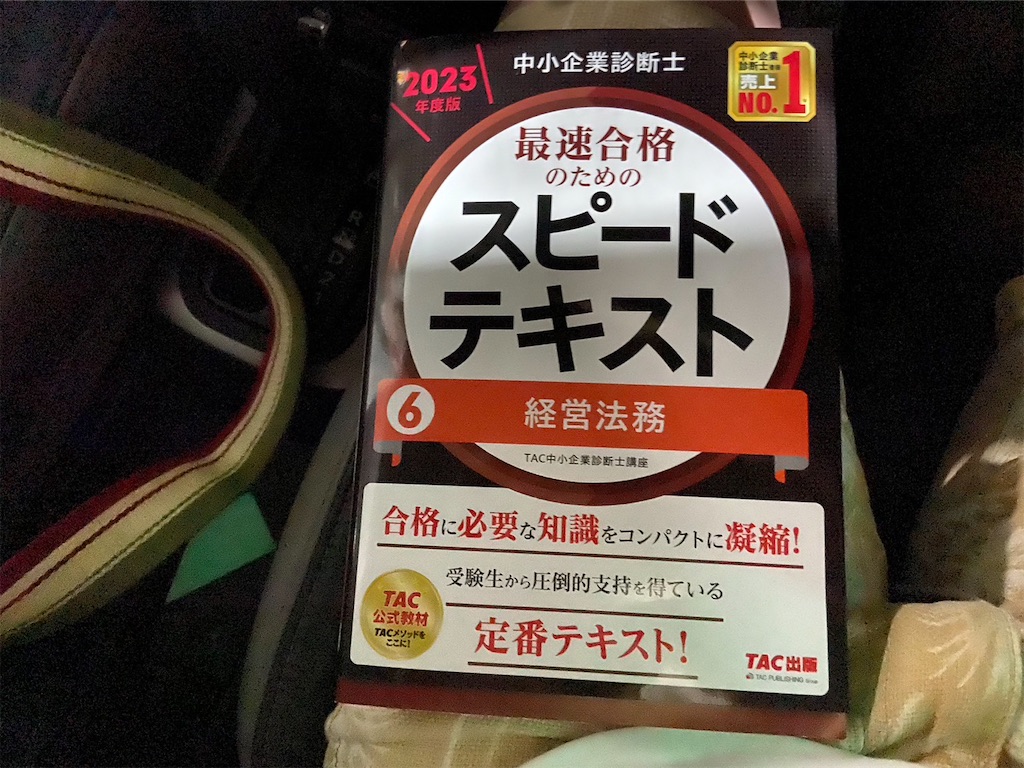 2023
年度版
中小企業診断士
中小企業
診断士
売上
NO.1
最速合格
のための
スピード
テキスト
6 経営法務
TAC中小企業診断士講座
合格に必要な知識をコンパクトに凝縮!
受験生から圧倒的支持を得ている
定番テキスト!
TAC
公式教材
TACメソッドを
ここに!
TAC出版
TAC PUBLISHING Group
R
N
D
2